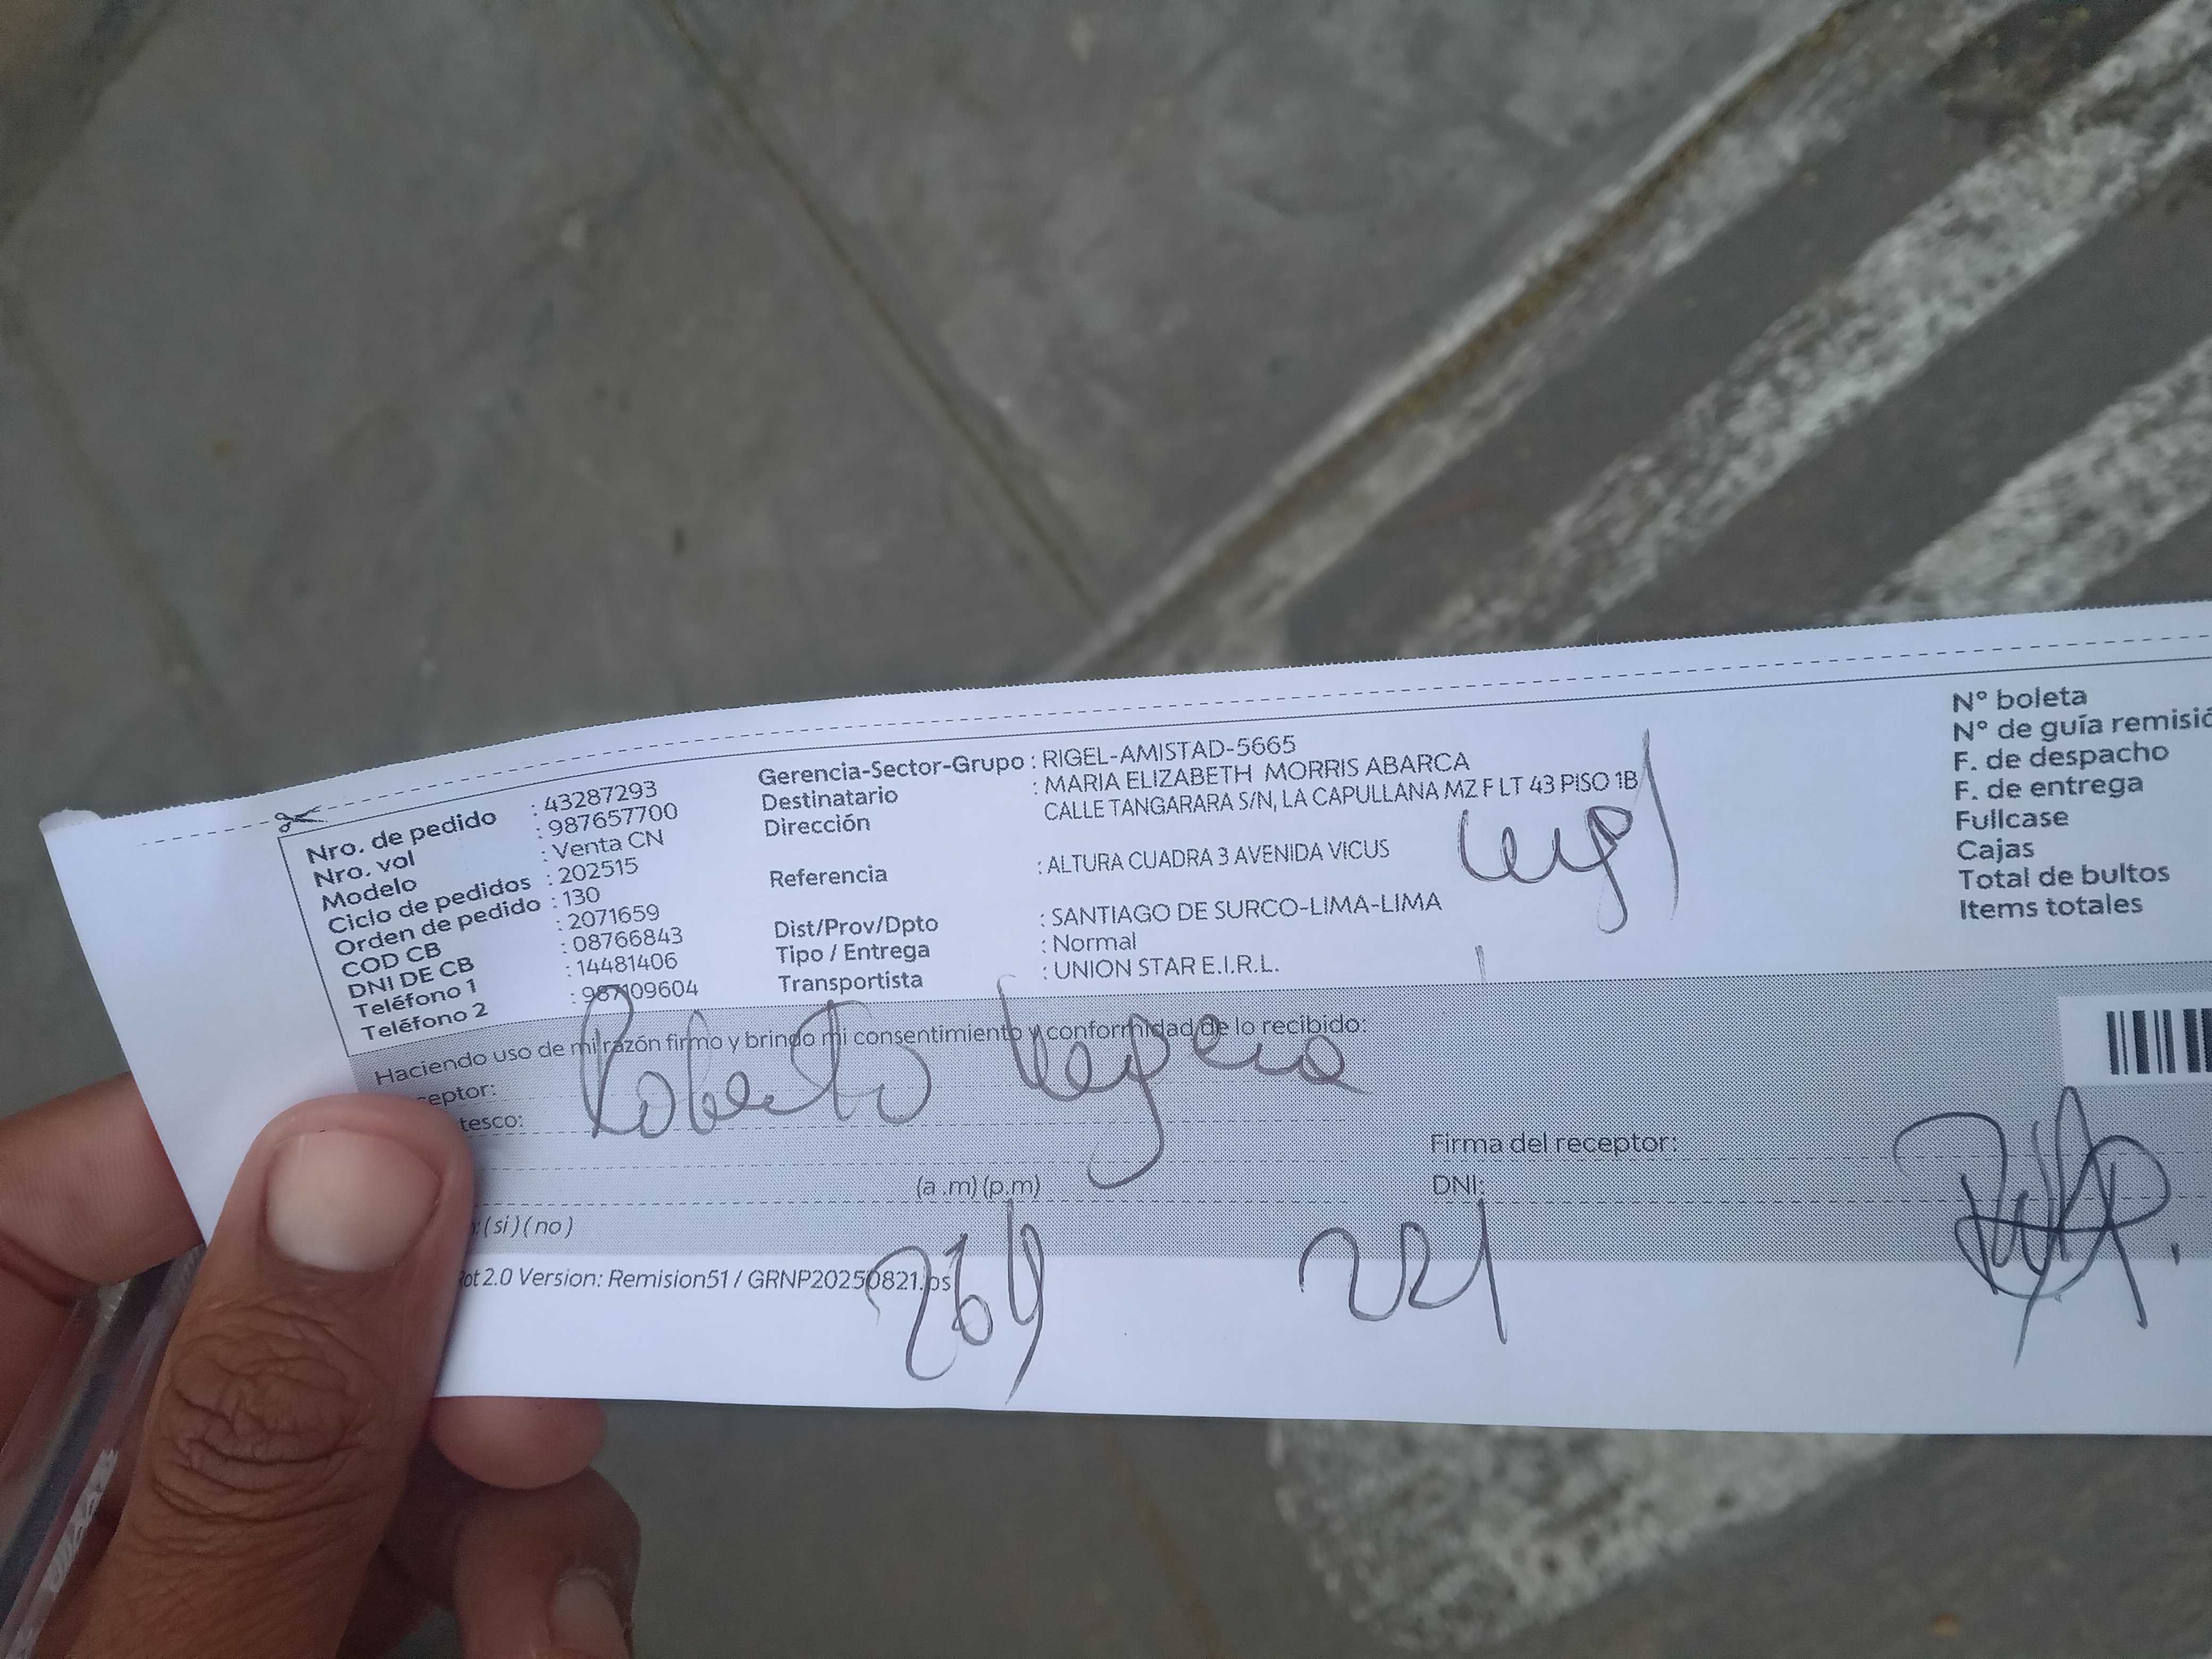 Nro. de pedido : 43287293
Nro. vol : 987657700
Modelo : Venta CN
Ciclo de pedidos : 202515
Orden de pedido : 130
COD CB : 2071659
DNI DE CB : 08766843
Teléfono 1 : 14481406
Teléfono 2 : 987109604
Gerencia-Sector-Grupo : RIGEL-AMISTAD-5665
Destinatario : MARIA ELIZABETH MORRIS ABARCA
Dirección : CALLE TANGARARA S/N, LA CAPULLANA MZ F LT 43 PISO 1B
Referencia : ALTURA CUADRA 3 AVENIDA VICUS
Dist/Prov/Dpto : SANTIAGO DE SURCO-LIMA-LIMA
Tipo / Entrega : Normal
Transportista : UNION STAR E.I.R.L.
N° boleta
N° de guía remisió
F. de despacho
F. de entrega
Fullcase
Cajas
Total de bultos
Items totales
Haciendo uso de mi razón firmo y brindo mi consentimiento y conformidad de lo recibido:
ceptor: Roberto
tesco:
Firma del receptor:
(a .m) (p.m)
DNI:
: ( si ) ( no )
221
ot 2.0 Version: Remision51 / GRNP20250821.ps